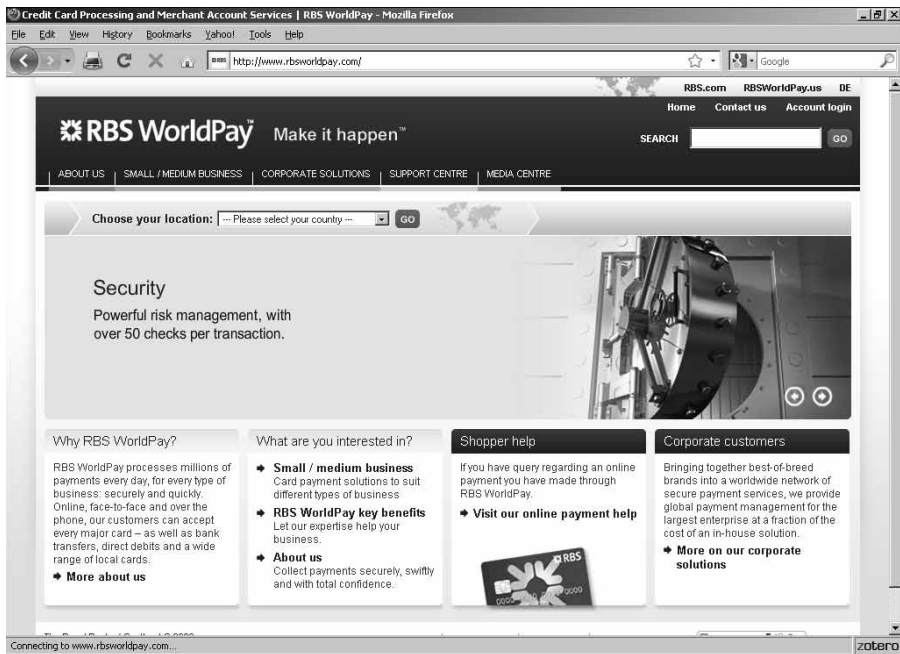 Credit Card Processing and Merchant Account Services | RBS WorldPay - Mozilla Firefox
File Edit View History Bookmarks Yahoo! Tools Help
http://www.rbsworldpay.com/ Google
RBS.com RBSWorldPay.us DE
Home Contact us Account login
RBS WorldPay™ Make it happen™
SEARCH GO
ABOUT US | SMALL / MEDIUM BUSINESS | CORPORATE SOLUTIONS | SUPPORT CENTRE | MEDIA CENTRE
Choose your location: --- Please select your country --- GO
Security
Powerful risk management, with
over 50 checks per transaction.
Why RBS WorldPay?
RBS WorldPay processes millions of
payments every day, for every type of
business: securely and quickly.
Online, face-to-face and over the
phone, our customers can accept
every major card – as well as bank
transfers, direct debits and a wide
range of local cards.
More about us
What are you interested in?
Small / medium business
Card payment solutions to suit
different types of business
RBS WorldPay key benefits
Let our expertise help your
business.
About us
Collect payments securely, swiftly
and with total confidence.
Shopper help
If you have query regarding an online
payment you have made through
RBS WorldPay.
Visit our online payment help
RBS
Corporate customers
Bringing together best-of-breed
brands into a worldwide network of
secure payment services, we provide
global payment management for the
largest enterprise at a fraction of the
cost of an in-house solution.
More on our corporate
solutions
Connecting to www.rbsworldpay.com... zotero